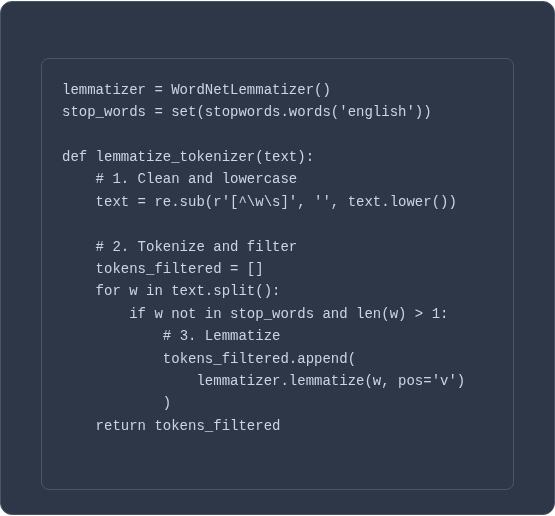 lemmatizer = WordNetLemmatizer()
stop_words = set(stopwords.words('english'))

def lemmatize_tokenizer(text):
    # 1. Clean and lowercase
    text = re.sub(r'[^\w\s]', '', text.lower())

    # 2. Tokenize and filter
    tokens_filtered = []
    for w in text.split():
        if w not in stop_words and len(w) > 1:
            # 3. Lemmatize
            tokens_filtered.append(
                lemmatizer.lemmatize(w, pos='v')
            )
    return tokens_filtered